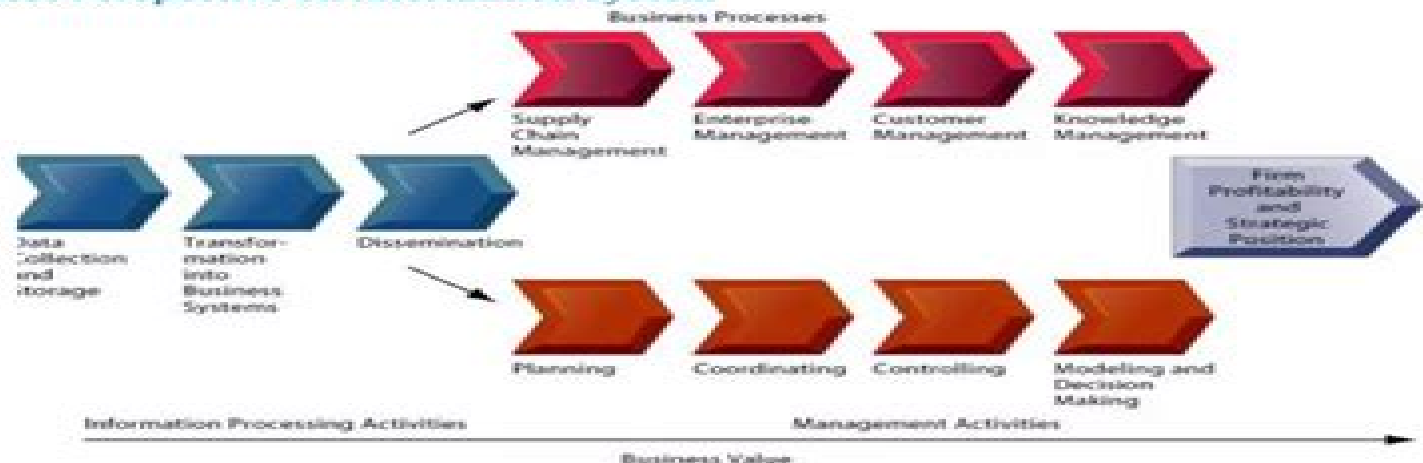 Business Processes
Supply
Chain
Management
Enterprise
Management
Customer
Management
Knowledge
Management
Firm
Profitability
and
Strategic
Position
Data
Collection
and
Storage
Transfor-
mation
into
Business
Systems
Dissemination
Planning
Coordinating
Controlling
Modeling and
Decision
Making
Information Processing Activities
Management Activities
Business Value